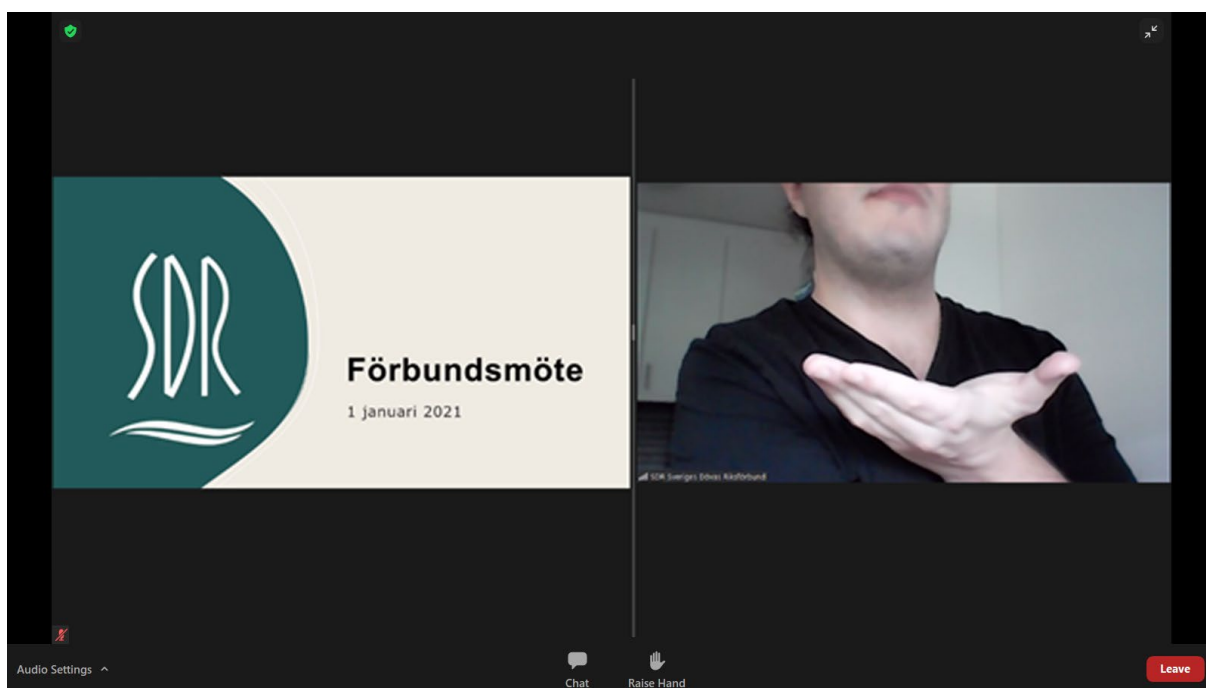 SDR
Förbundsmöte
1 januari 2021
SDR Sveriges Dövas Riksförbund
Audio Settings
Chat
Raise Hand
Leave